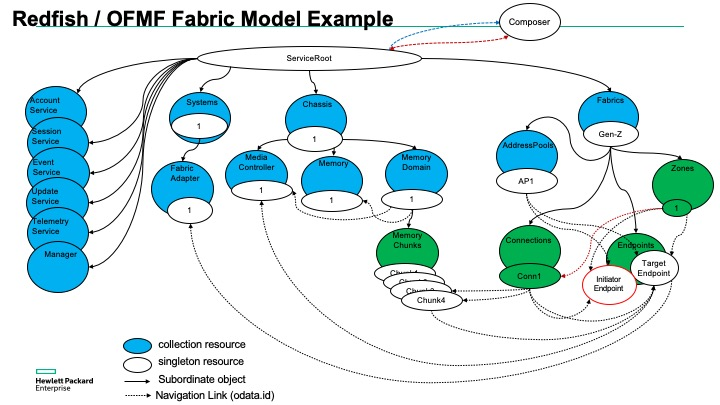 Redfish / OFMF Fabric Model Example
Composer
ServiceRoot
Account
Service
Session
Service
Event
Service
Update
Service
Telemetry
Service
Manager
Systems
1
Fabric
Adapter
1
Chassis
1
Media
Controller
1
Memory
1
Memory
Domain
1
Memory
Chunks
Chunk4
Fabrics
Gen-Z
AddressPools
AP1
Zones
1
Connections
Conn1
Endpoints
Target
Endpoint
Initiator
Endpoint
collection resource
singleton resource
Subordinate object
Navigation Link (odata.id)
Hewlett Packard
Enterprise